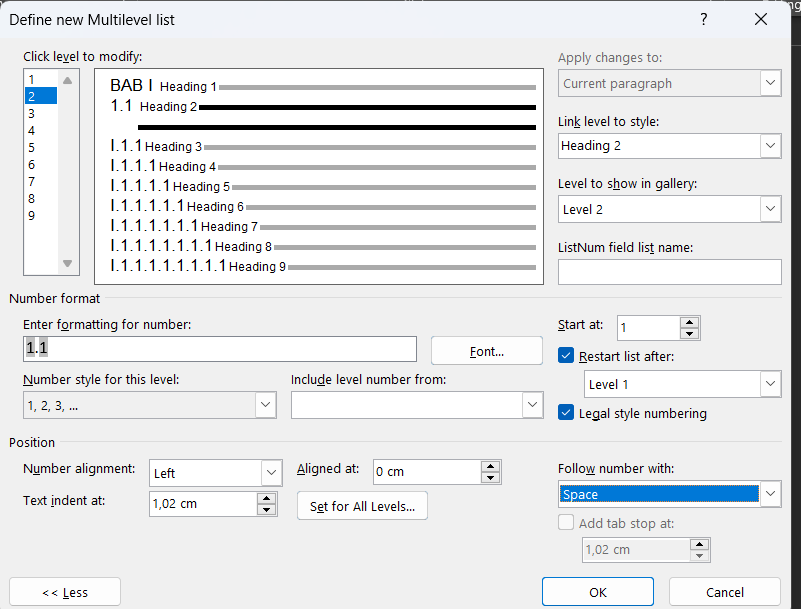 Define new Multilevel list ?
Click level to modify:
1
2
3
4
5
6
7
8
9
BAB I Heading 1
1.1 Heading 2
I.1.1 Heading 3
I.1.1.1 Heading 4
I.1.1.1.1 Heading 5
I.1.1.1.1.1 Heading 6
I.1.1.1.1.1.1 Heading 7
I.1.1.1.1.1.1.1 Heading 8
I.1.1.1.1.1.1.1.1 Heading 9
Apply changes to:
Current paragraph
Link level to style:
Heading 2
Level to show in gallery:
Level 2
ListNum field list name:
Number format
Enter formatting for number:
1.1
Font...
Number style for this level:
1, 2, 3, ...
Include level number from:
Start at: 1
Restart list after:
Level 1
Legal style numbering
Position
Number alignment: Left
Aligned at: 0 cm
Text indent at: 1,02 cm
Set for All Levels...
Follow number with:
Space
Add tab stop at:
1,02 cm
<< Less
OK
Cancel